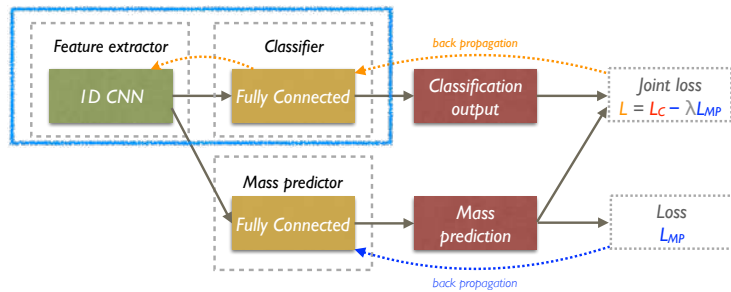 Feature extractor
Classifier
back propagation
1D CNN
Fully Connected
Classification
output
Joint loss
L = LC − λLMP
Mass predictor
Fully Connected
Mass
prediction
Loss
LMP
back propagation